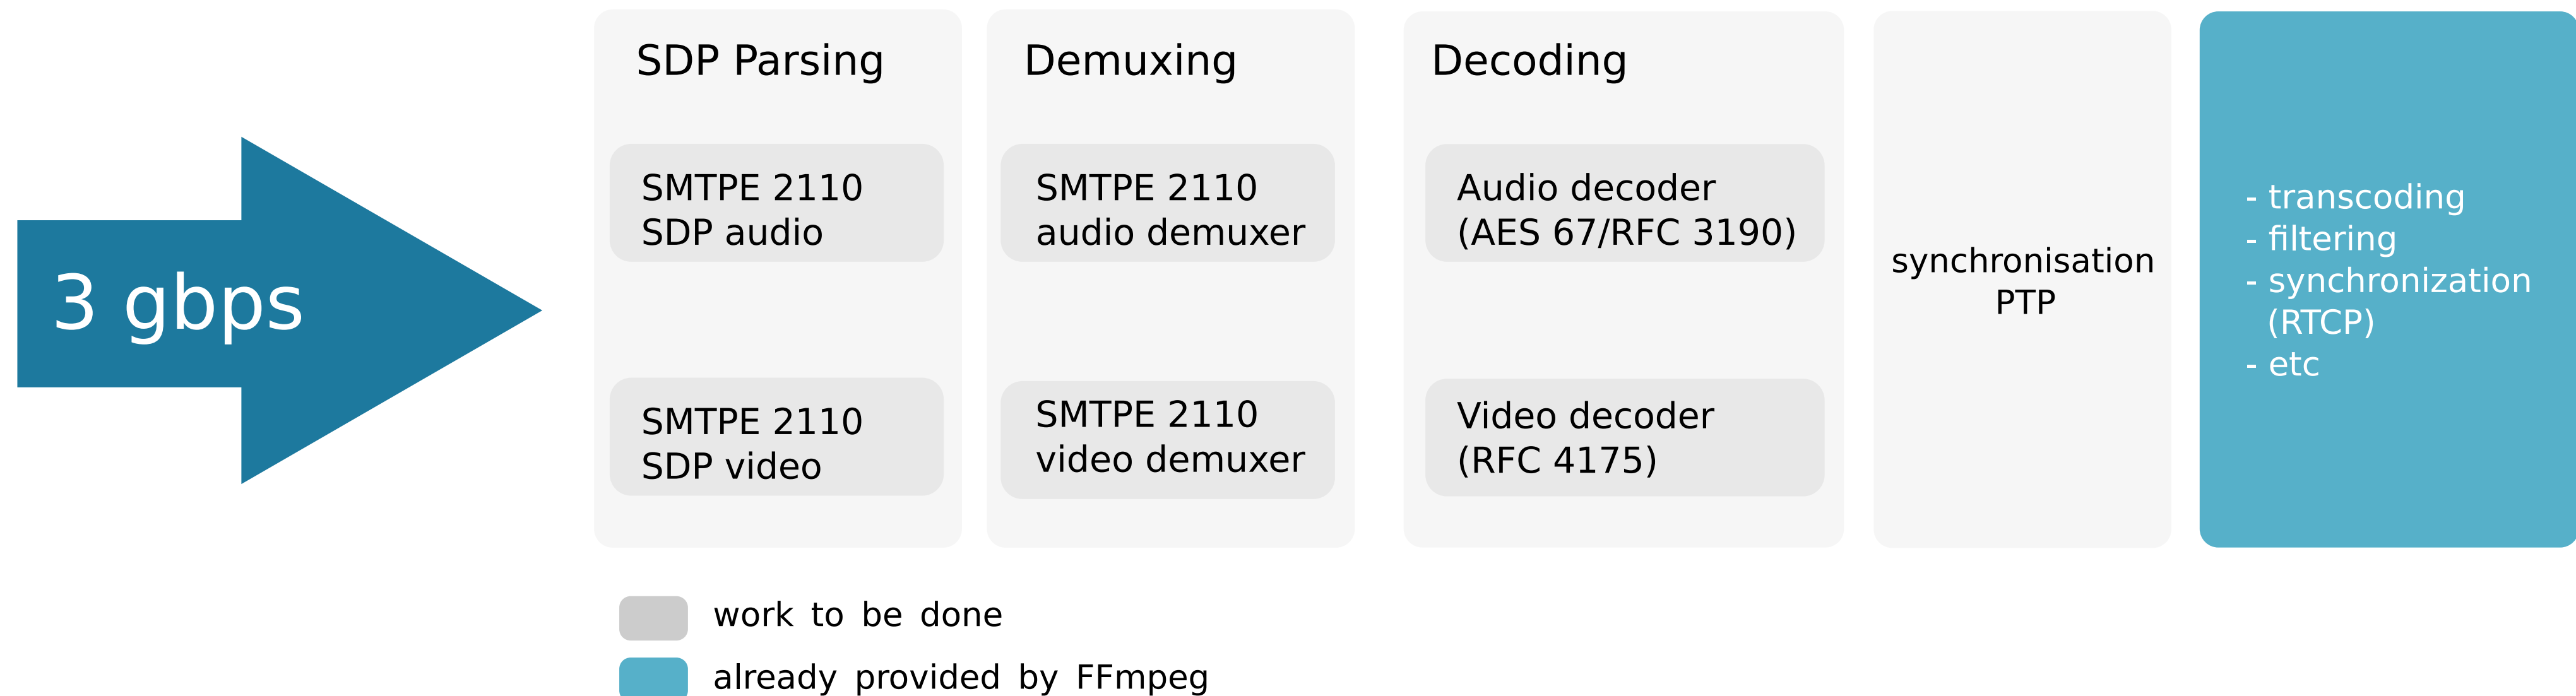 3 gbps
SDP Parsing
SMTPE 2110
SDP audio
SMTPE 2110
SDP video
Demuxing
SMTPE 2110
audio demuxer
SMTPE 2110
video demuxer
Decoding
Audio decoder
(AES 67/RFC 3190)
Video decoder
(RFC 4175)
synchronisation
PTP
- transcoding
- filtering
- synchronization
(RTCP)
- etc
work to be done
already provided by FFmpeg